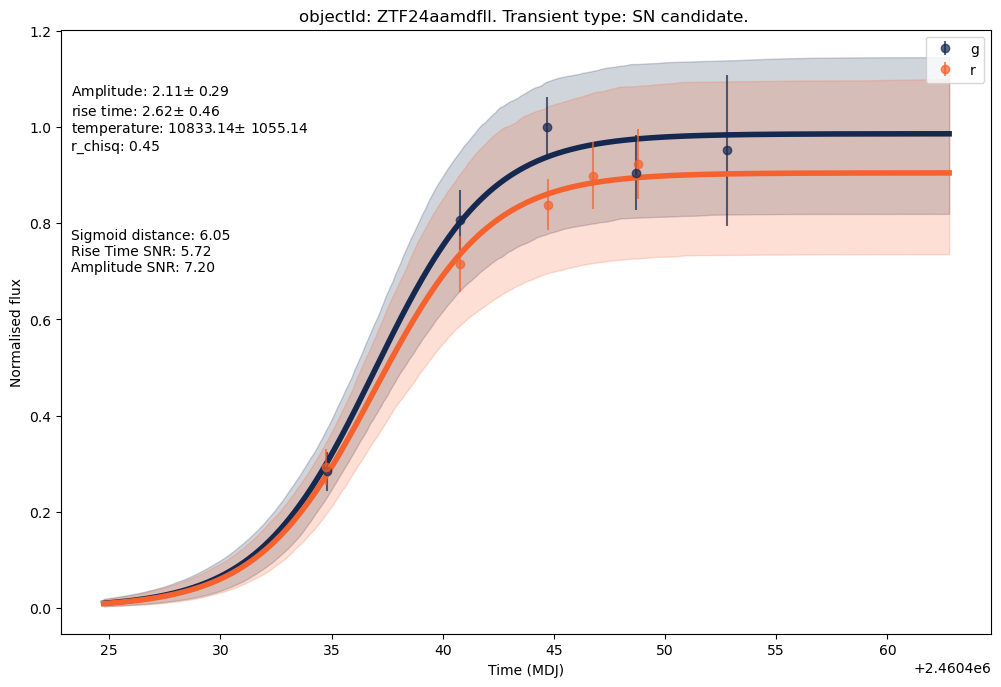 objectId: ZTF24aamdfll. Transient type: SN candidate.
g
r
Amplitude: 2.11± 0.29
rise time: 2.62± 0.46
temperature: 10833.14± 1055.14
r_chisq: 0.45
Sigmoid distance: 6.05
Rise Time SNR: 5.72
Amplitude SNR: 7.20
Normalised flux
1.2
1.0
0.8
0.6
0.4
0.2
0.0
25 30 35 40 45 50 55 60
Time (MDJ)
+2.4604e6